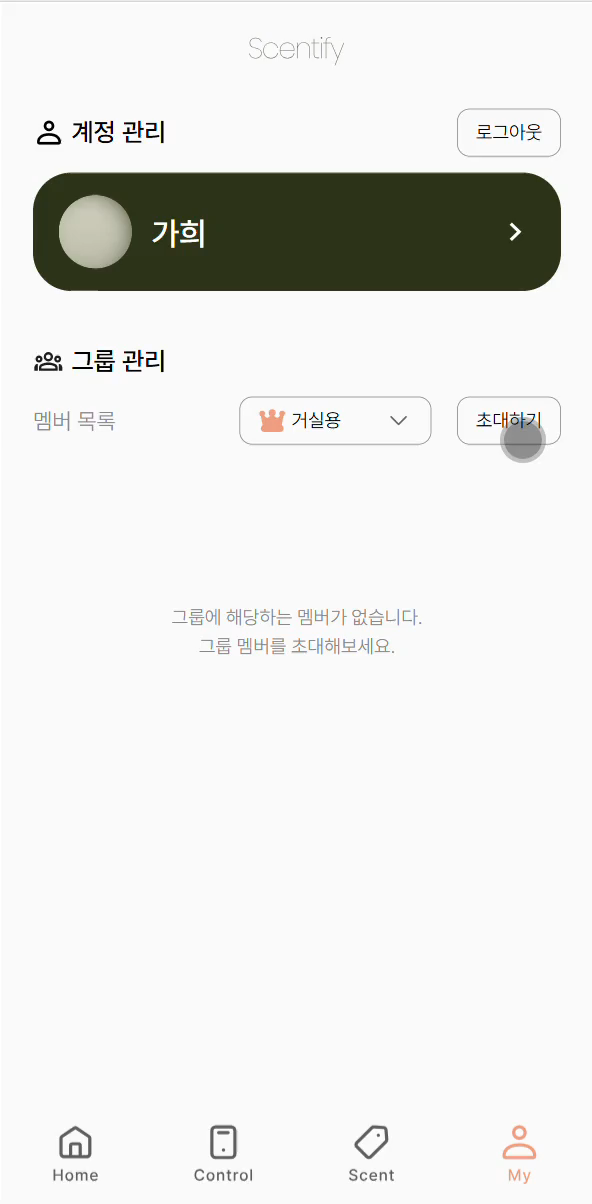 Scentify
계정 관리
로그아웃
가희
그룹 관리
멤버 목록
거실용
초대하기
그룹에 해당하는 멤버가 없습니다.
그룹 멤버를 초대해보세요.
Home
Control
Scent
My